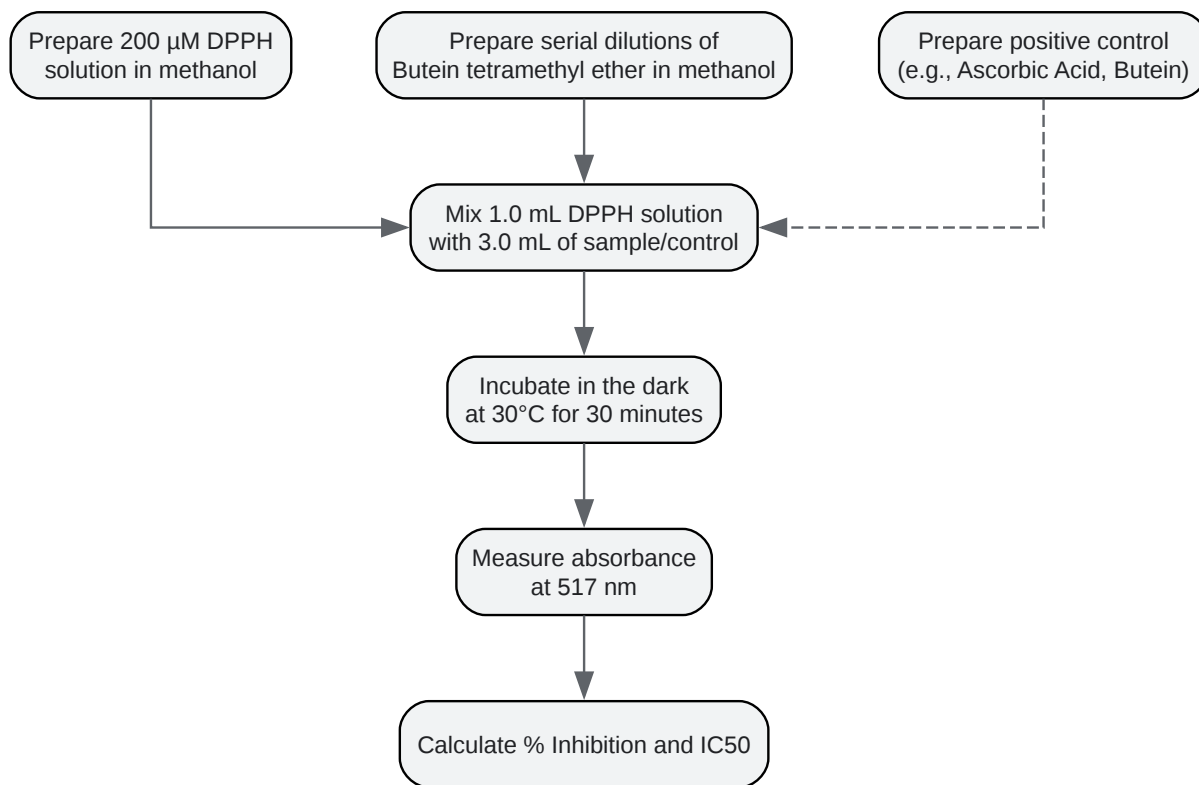 Prepare 200 µM DPPH
solution in methanol
Prepare serial dilutions of
Butein tetramethyl ether in methanol
Prepare positive control
(e.g., Ascorbic Acid, Butein)
Mix 1.0 mL DPPH solution
with 3.0 mL of sample/control
Incubate in the dark
at 30°C for 30 minutes
Measure absorbance
at 517 nm
Calculate % Inhibition and IC50